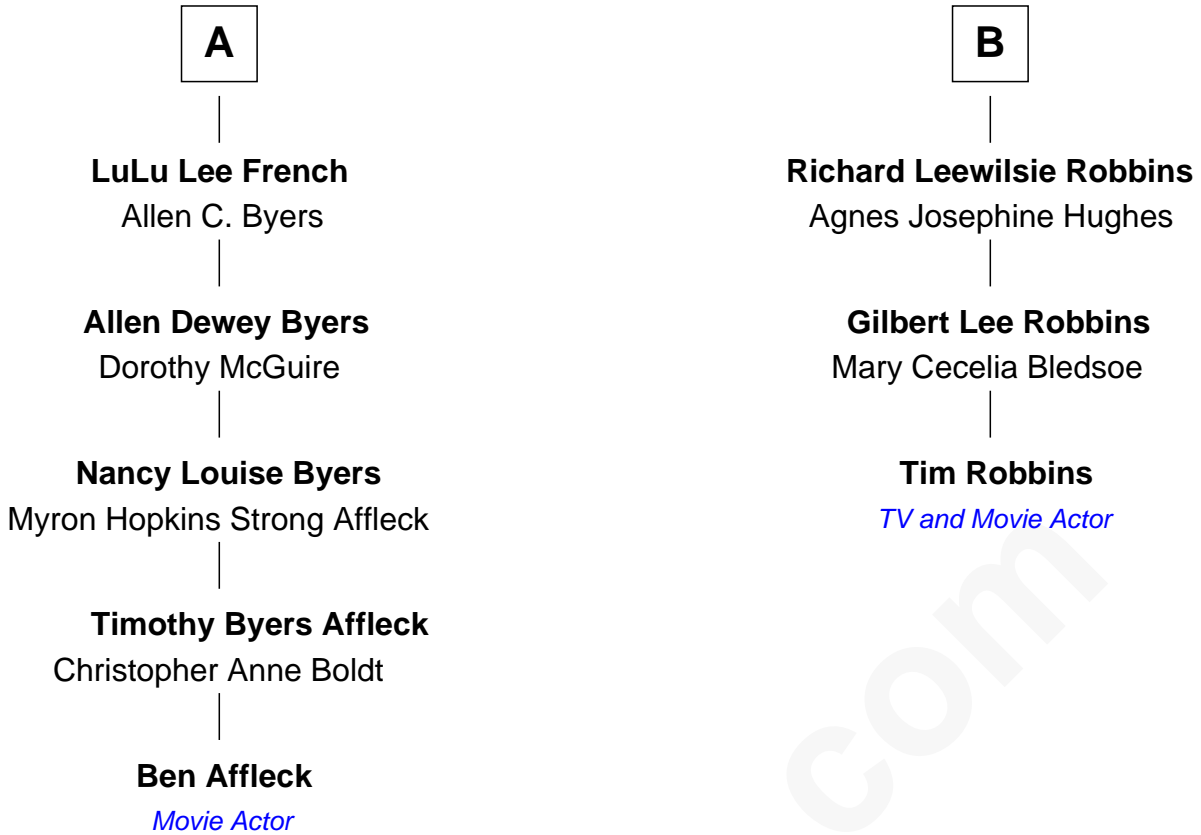 A
LuLu Lee French
Allen C. Byers
Allen Dewey Byers
Dorothy McGuire
Nancy Louise Byers
Myron Hopkins Strong Affleck
Timothy Byers Affleck
Christopher Anne Boldt
Ben Affleck
Movie Actor
B
Richard Leewilsie Robbins
Agnes Josephine Hughes
Gilbert Lee Robbins
Mary Cecelia Bledsoe
Tim Robbins
TV and Movie Actor
com